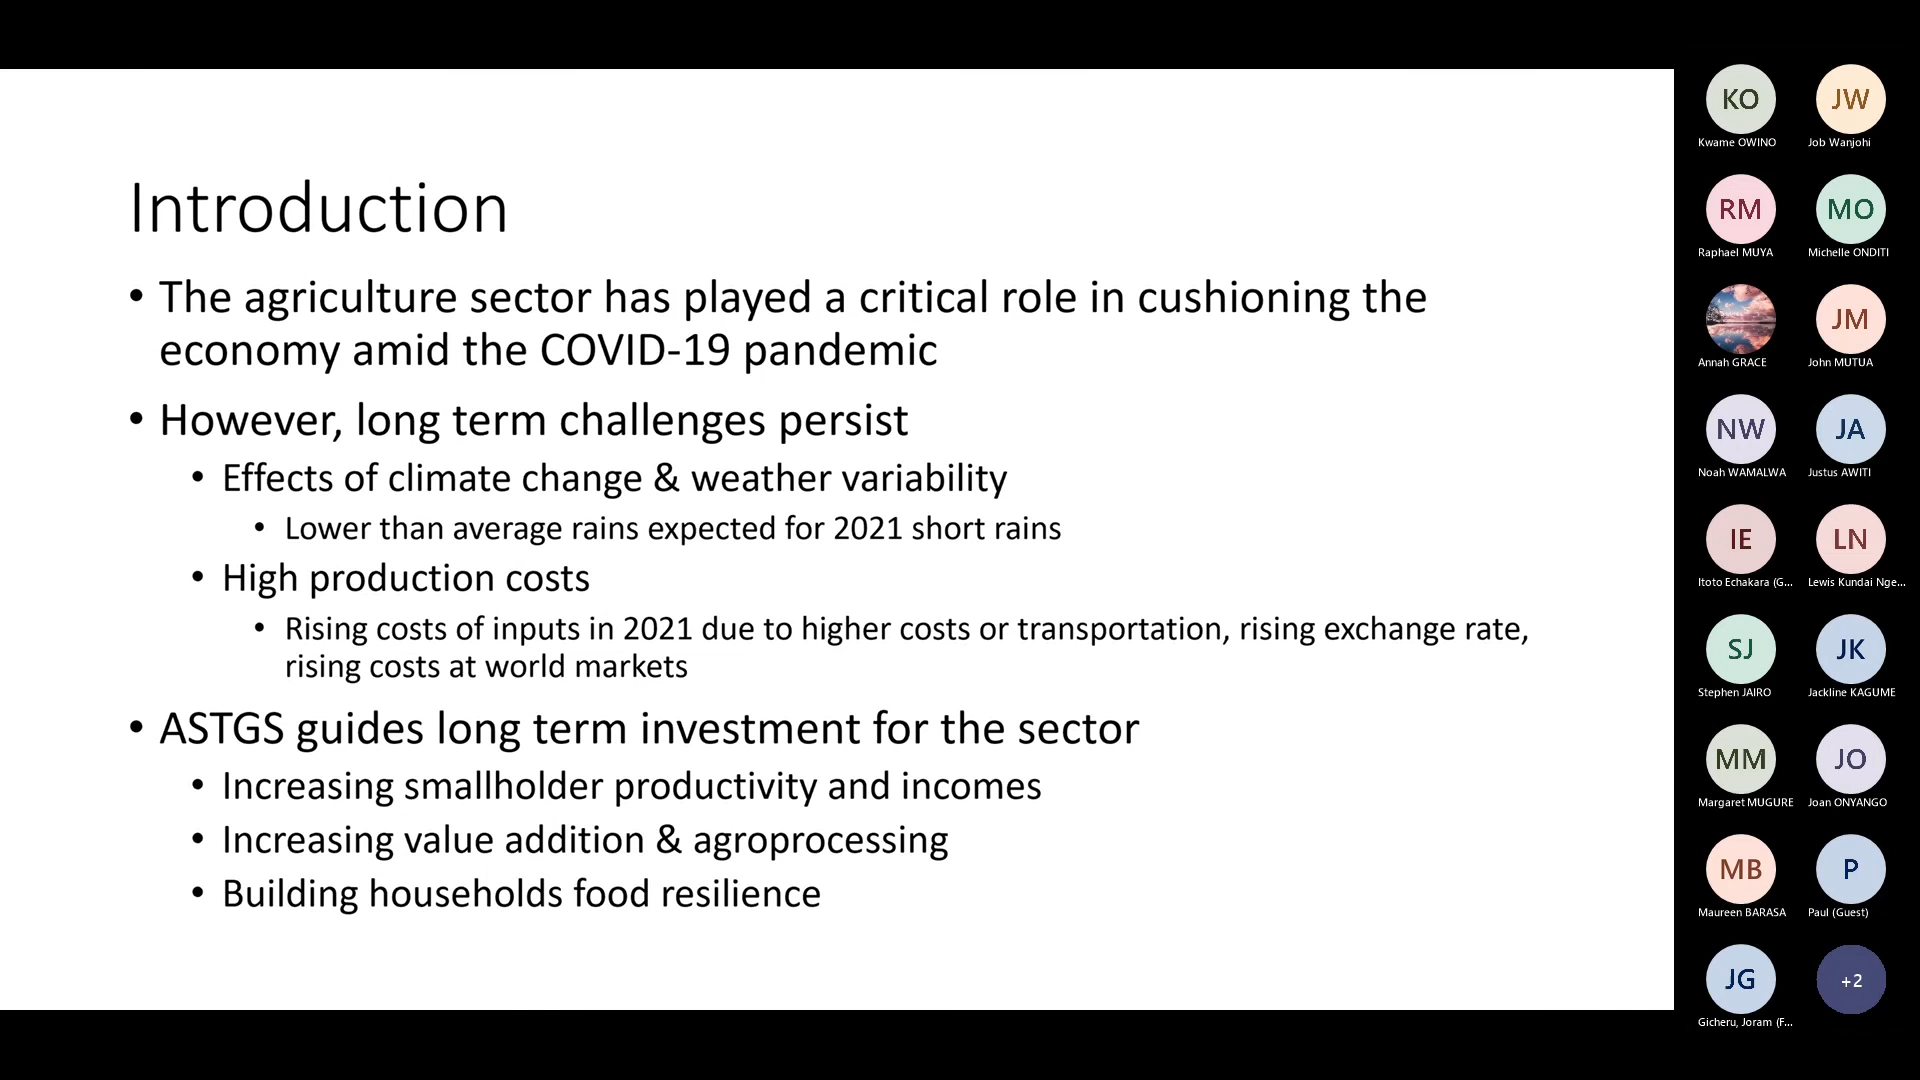 Introduction
• The agriculture sector has played a critical role in cushioning the
economy amid the COVID-19 pandemic
• However, long term challenges persist
• Effects of climate change & weather variability
• Lower than average rains expected for 2021 short rains
• High production costs
• Rising costs of inputs in 2021 due to higher costs or transportation, rising exchange rate,
rising costs at world markets
• ASTGS guides long term investment for the sector
• Increasing smallholder productivity and incomes
• Increasing value addition & agroprocessing
• Building households food resilience
KO JW
Kwame OWINO Job Wanjohi
RM MO
Raphael MUYA Michelle ONDITI
JM
Annah GRACE John MUTUA
NW JA
Noah WAMALWA Justus AWITI
IE LN
Itoto Echakara (G... Lewis Kundai Nge...
SJ JK
Stephen JAIRO Jackline KAGUME
MM JO
Margaret MUGURE Joan ONYANGO
MB P
Maureen BARASA Paul (Guest)
JG +2
Gicheru, Joram (F...